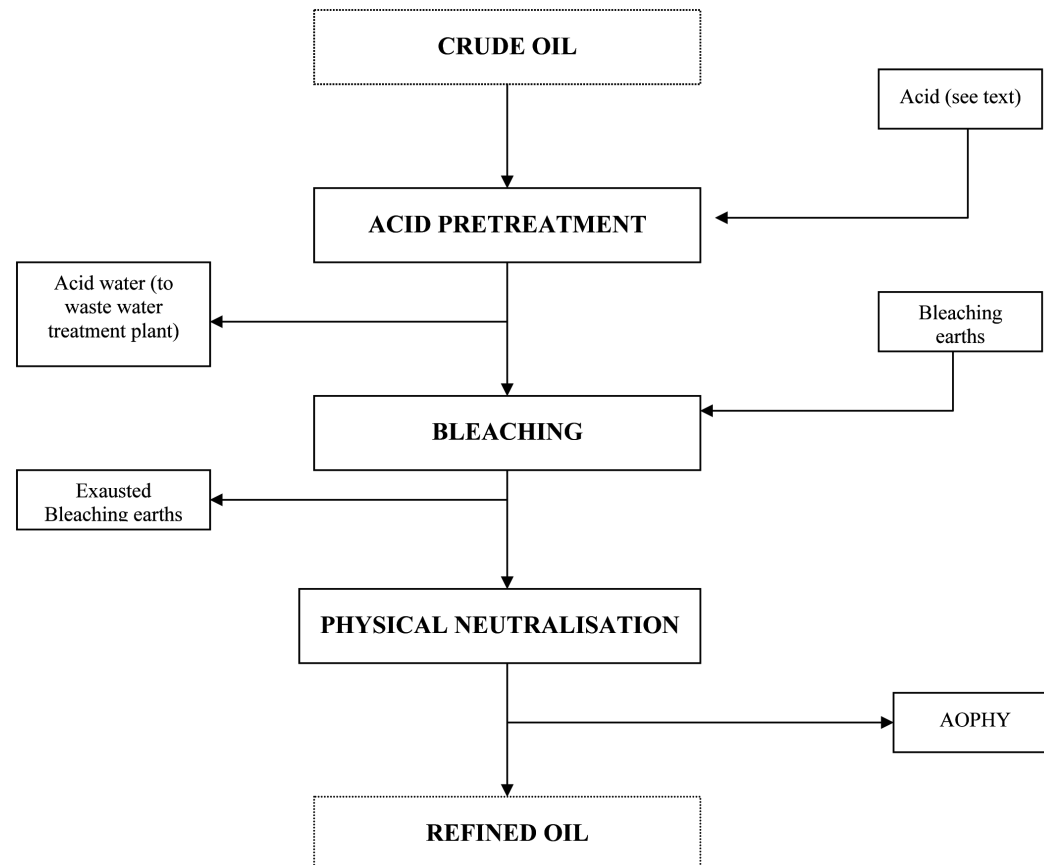 CRUDE OIL
Acid (see text)
ACID PRETREATMENT
Acid water (to
waste water
treatment plant)
Bleaching
earths
BLEACHING
Exausted
Bleaching earths
PHYSICAL NEUTRALISATION
AOPHY
REFINED OIL